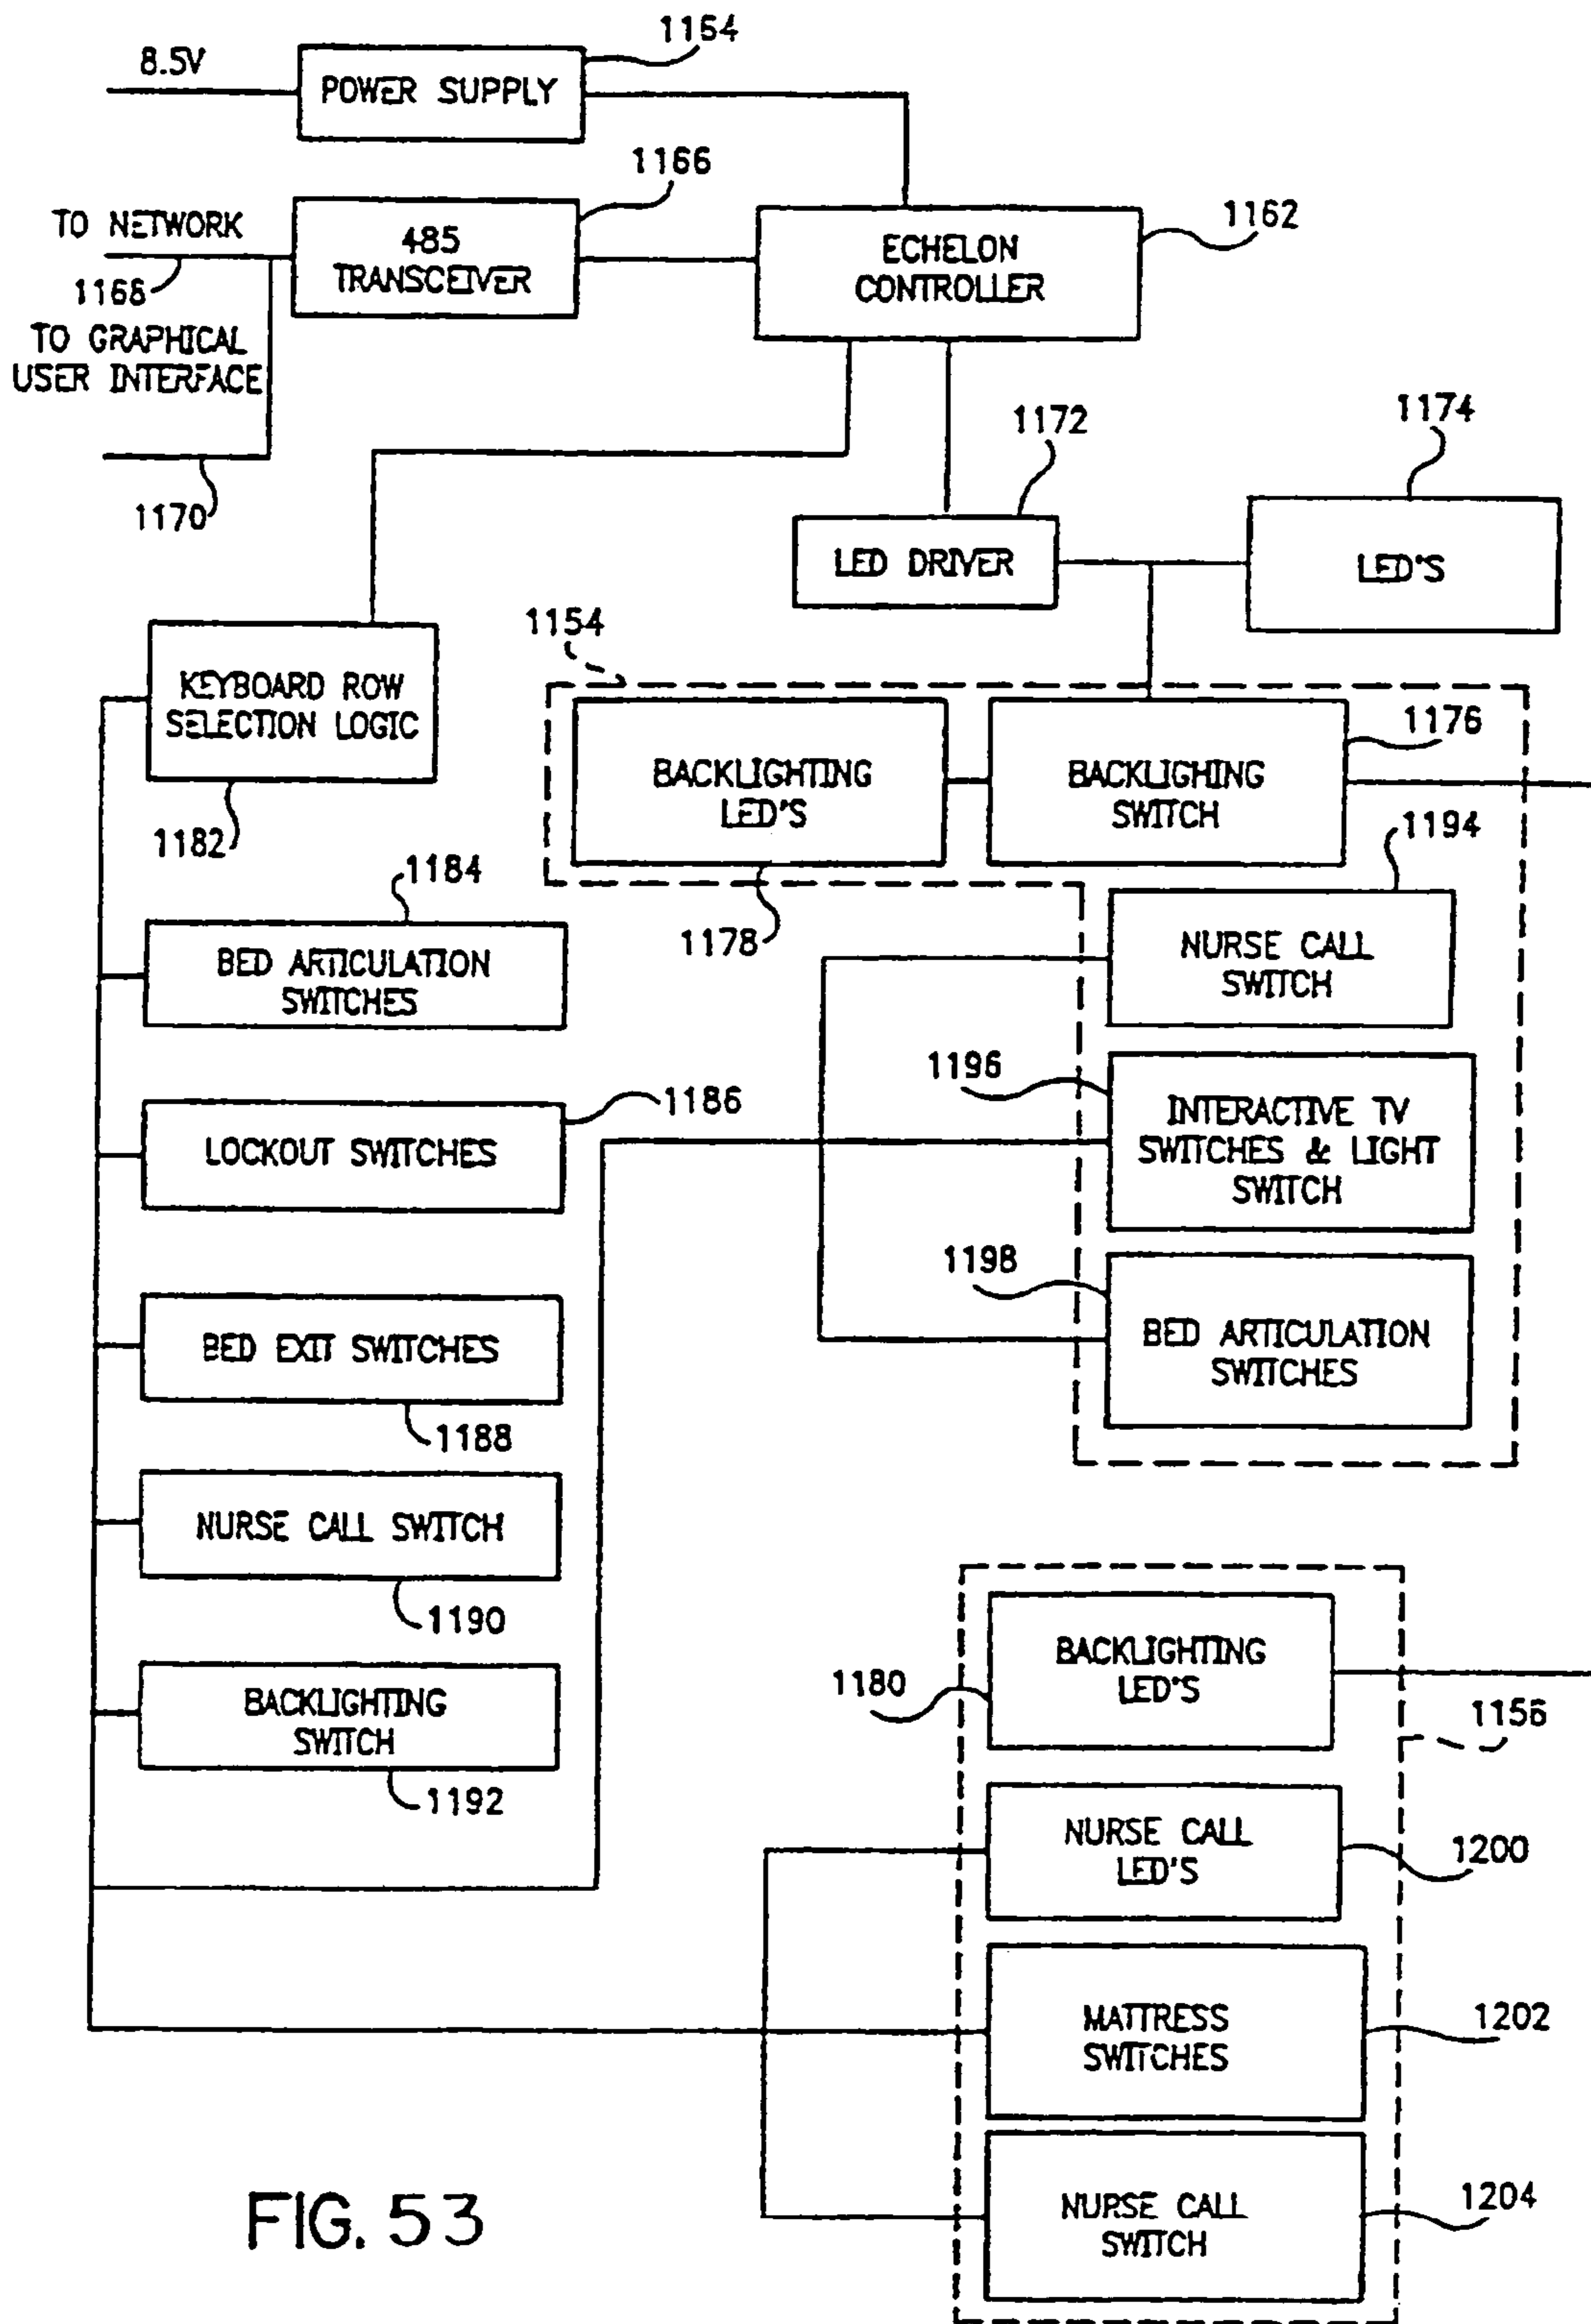 8.5V
POWER SUPPLY
1164
TO NETWORK
1168
485
TRANSCEIVER
1166
ECHELON
CONTROLLER
1162
TO GRAPHICAL
USER INTERFACE
1170
1172
LED DRIVER
1174
LED'S
KEYBOARD ROW
SELECTION LOGIC
1182
1154
BACKLIGHTING
LED'S
1178
BACKLIGHING
SWITCH
1176
1184
BED ARTICULATION
SWITCHES
1194
NURSE CALL
SWITCH
LOCKOUT SWITCHES
1186
1196
INTERACTIVE TV
SWITCHES & LIGHT
SWITCH
BED EXIT SWITCHES
1188
1198
BED ARTICULATION
SWITCHES
NURSE CALL SWITCH
1190
BACKLIGHTING
SWITCH
1192
1180
BACKLIGHTING
LED'S
1156
NURSE CALL
LED'S
1200
MATTRESS
SWITCHES
1202
NURSE CALL
SWITCH
1204
FIG. 53